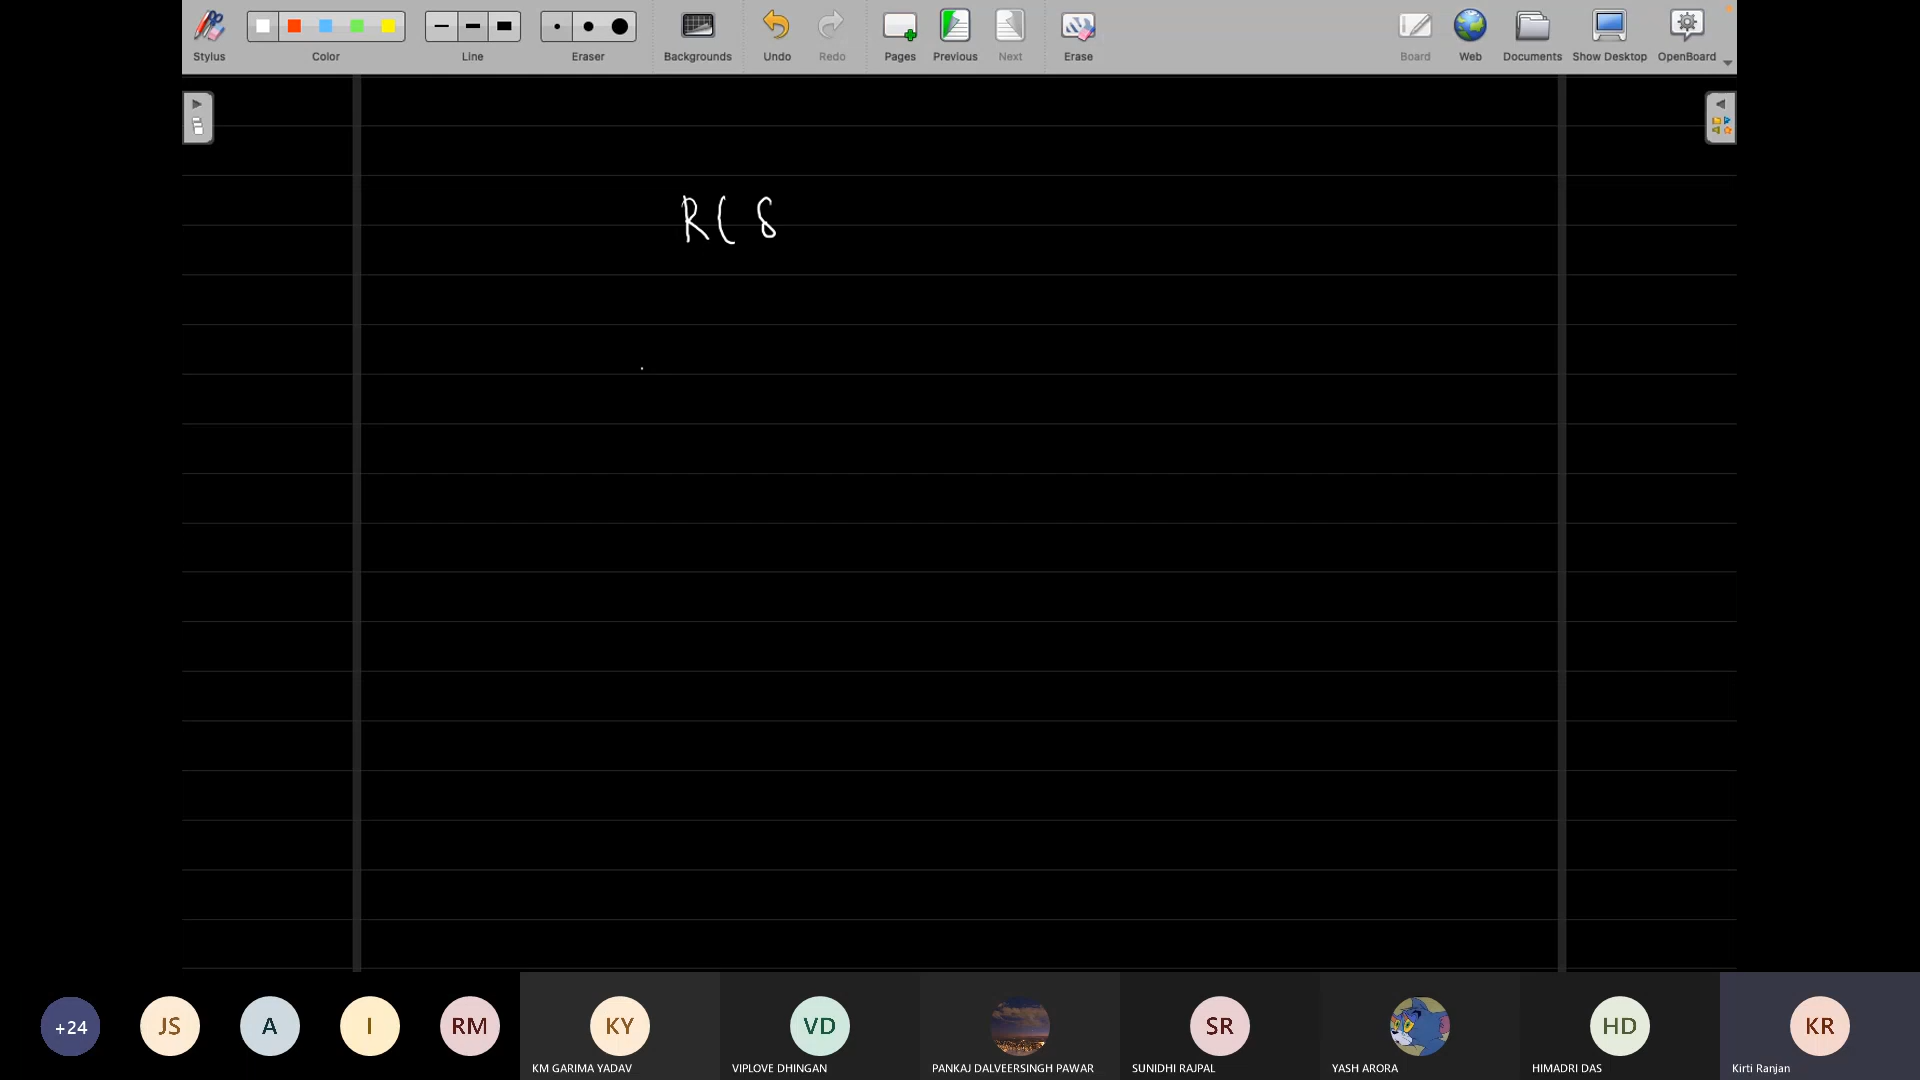 Stylus Color Line Eraser Backgrounds Undo Redo Pages Previous Next Erase Board Web Documents Show Desktop OpenBoard
R( 8
+24 JS A I RM KY VD SR HD KR
KM GARIMA YADAV VIPLOVE DHINGAN PANKAJ DALVEERSINGH PAWAR SUNIDHI RAJPAL YASH ARORA HIMADRI DAS Kirti Ranjan